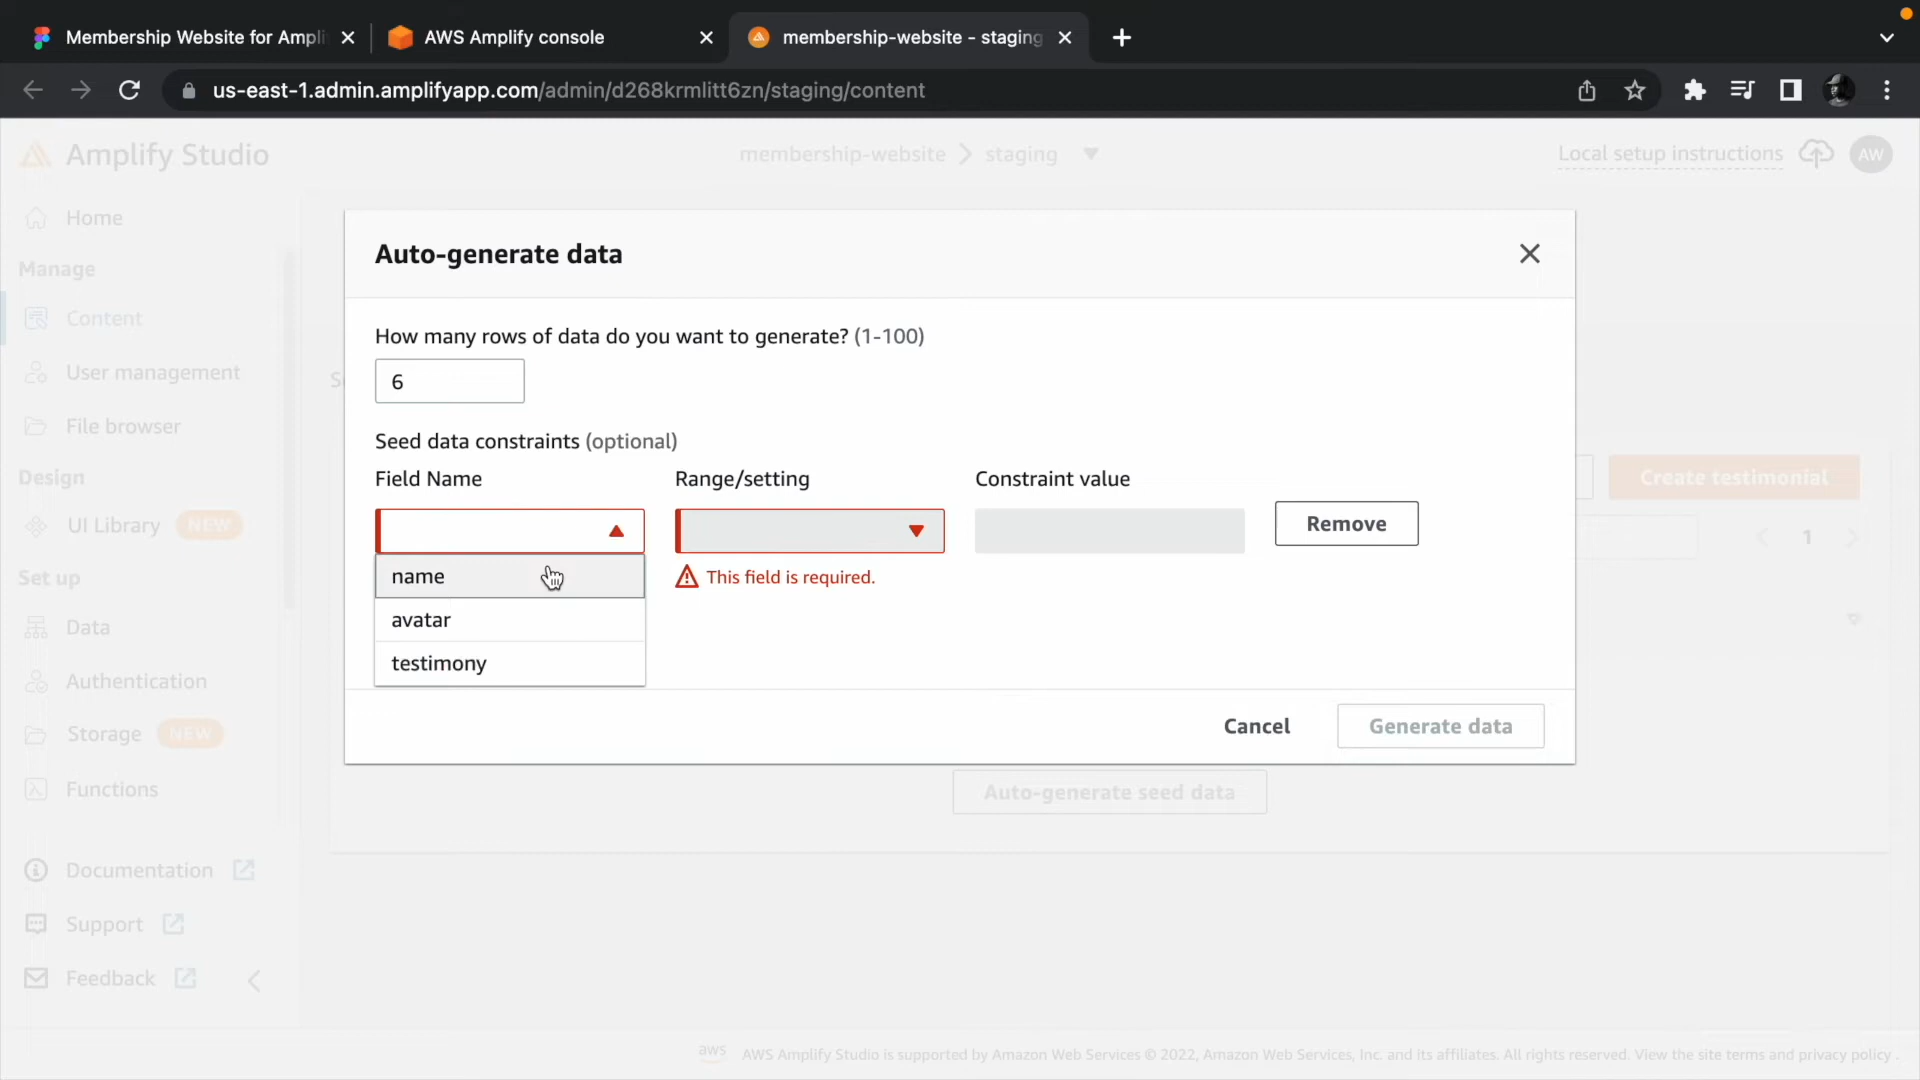 Membership Website for Ampli
AWS Amplify console
membership-website - staging
us-east-1.admin.amplifyapp.com/admin/d268krmlitt6zn/staging/content
Amplify Studio
membership-website
staging
Local setup instructions
AW
Home
Manage
Content
User management
File browser
Design
UI Library NEW
Set up
Data
Authentication
Storage NEW
Functions
Documentation
Support
Feedback
Auto-generate data
How many rows of data do you want to generate? (1-100)
6
Seed data constraints (optional)
Field Name
Range/setting
Constraint value
Remove
This field is required.
name
avatar
testimony
Cancel
Generate data
Create testimonial
1
Auto-generate seed data
aws
AWS Amplify Studio is supported by Amazon Web Services © 2022, Amazon Web Services, Inc. and its affiliates. All rights reserved. View the site terms and privacy policy .